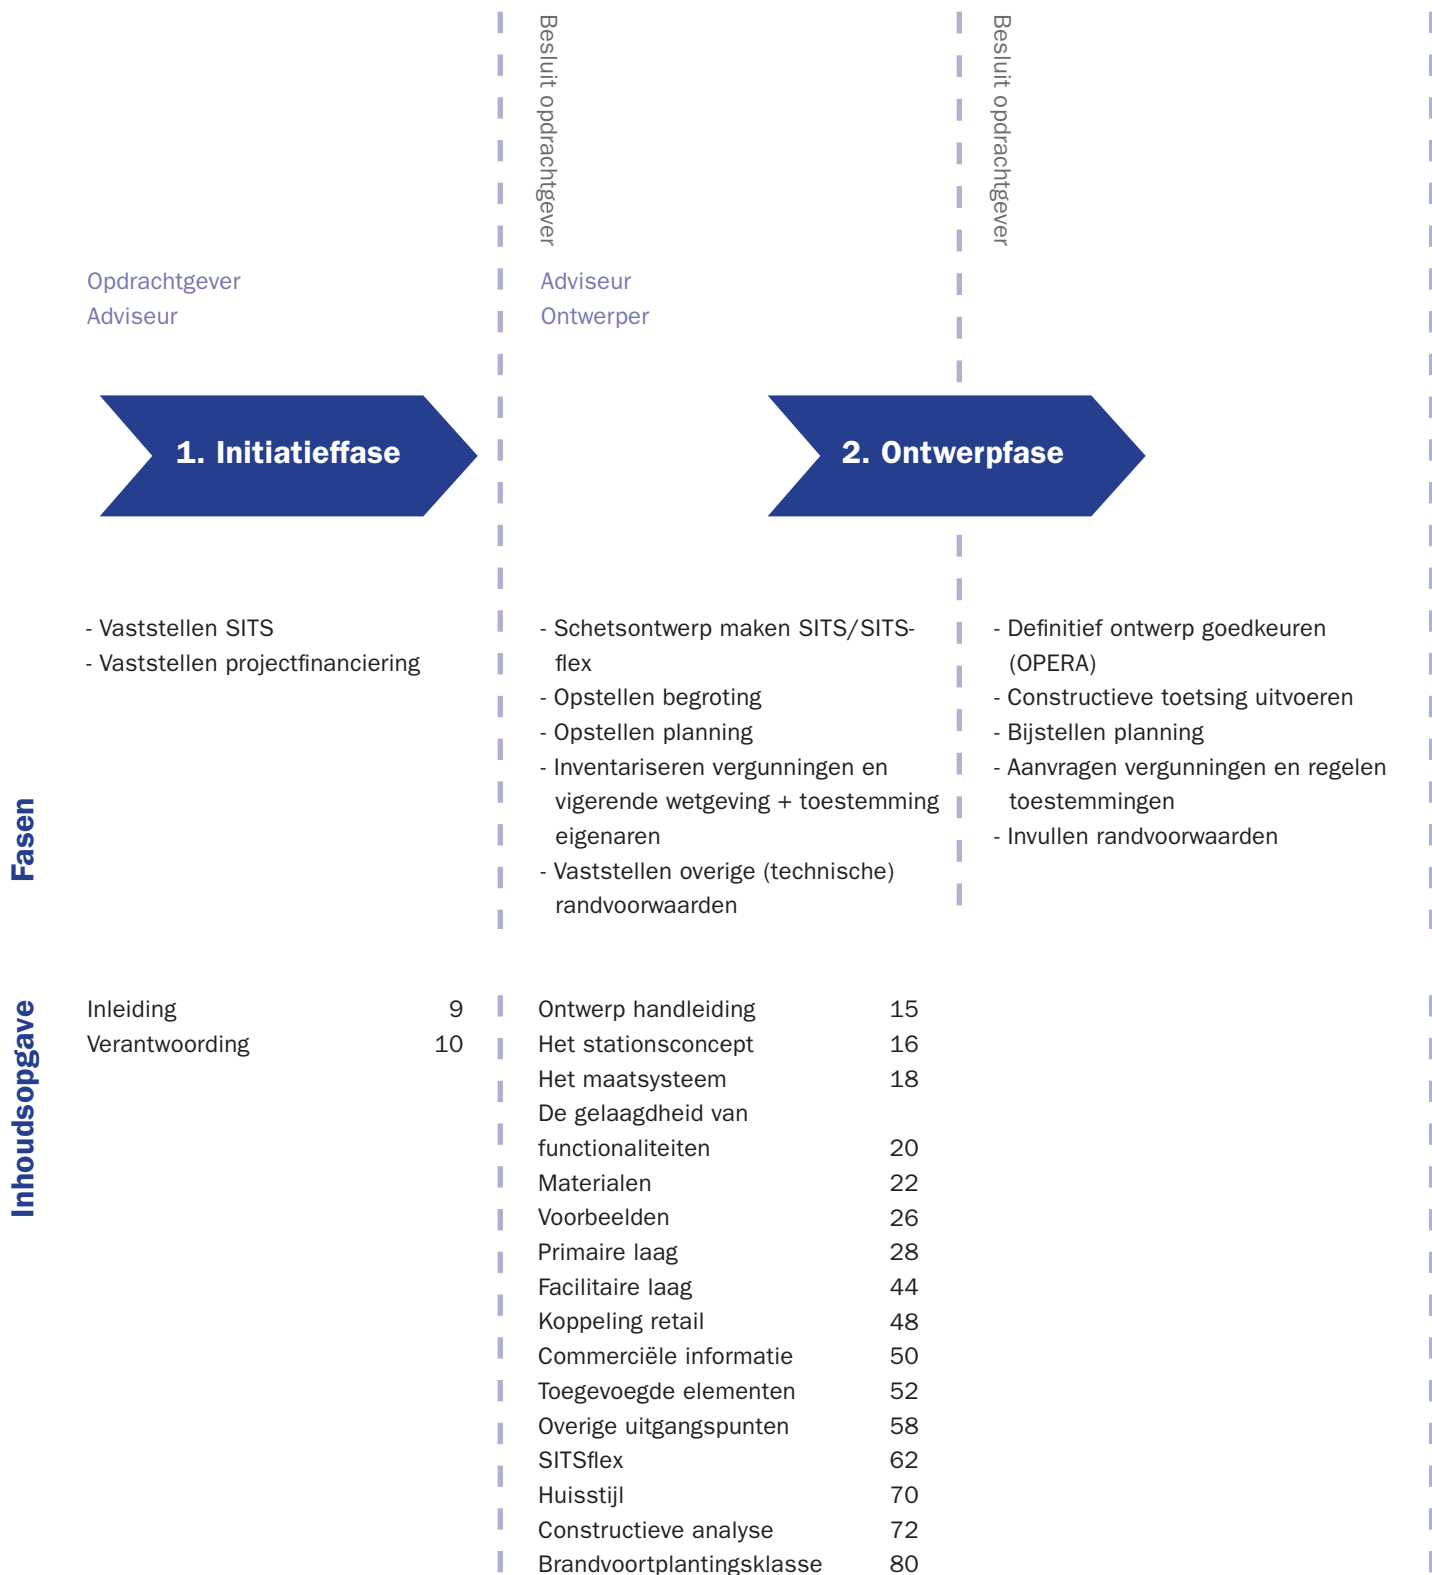 Besluit opdrachtgever
Besluit opdrachtgever
Opdrachtgever
Adviseur
Adviseur
Ontwerper
1. Initiatieffase
2. Ontwerpfase
Fasen
- Vaststellen SITS
- Vaststellen projectfinanciering
- Schetsontwerp maken SITS/SITS-
flex
- Opstellen begroting
- Opstellen planning
- Inventariseren vergunningen en
vigerende wetgeving + toestemming
eigenaren
- Vaststellen overige (technische)
randvoorwaarden
- Definitief ontwerp goedkeuren
(OPERA)
- Constructieve toetsing uitvoeren
- Bijstellen planning
- Aanvragen vergunningen en regelen
toestemmingen
- Invullen randvoorwaarden
Inhoudsopgave
Inleiding 9
Verantwoording 10
Ontwerp handleiding 15
Het stationsconcept 16
Het maatsysteem 18
De gelaagdheid van
functionaliteiten 20
Materialen 22
Voorbeelden 26
Primaire laag 28
Facilitaire laag 44
Koppeling retail 48
Commerciële informatie 50
Toegevoegde elementen 52
Overige uitgangspunten 58
SITSflex 62
Huisstijl 70
Constructieve analyse 72
Brandvoortplantingsklasse 80